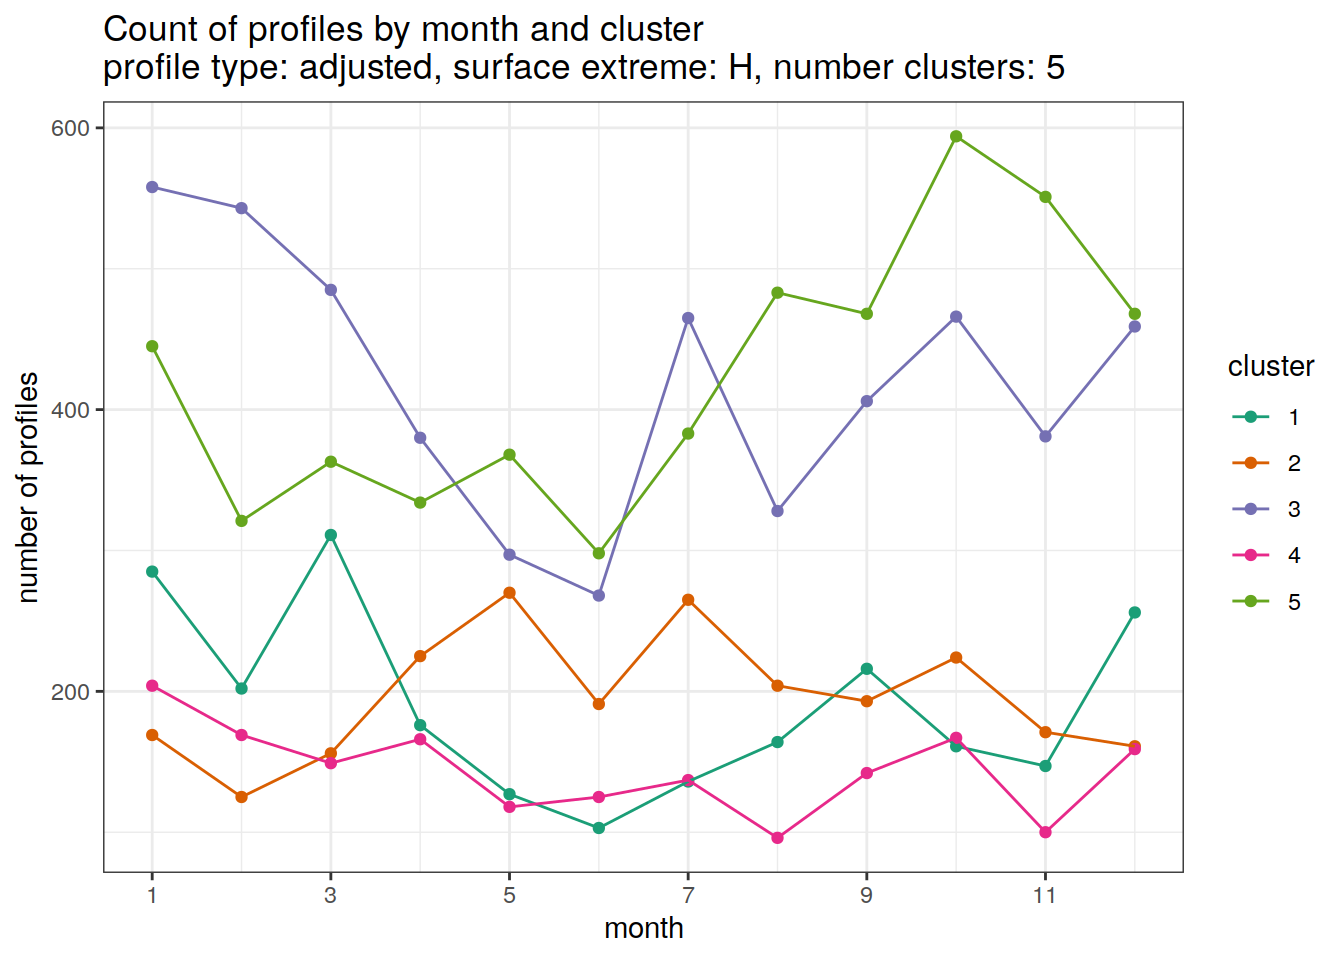 Count of profiles by month and cluster
profile type: adjusted, surface extreme: H, number clusters: 5
600
400
200
number of profiles
1 3 5 7 9 11
month
cluster
1
2
3
4
5